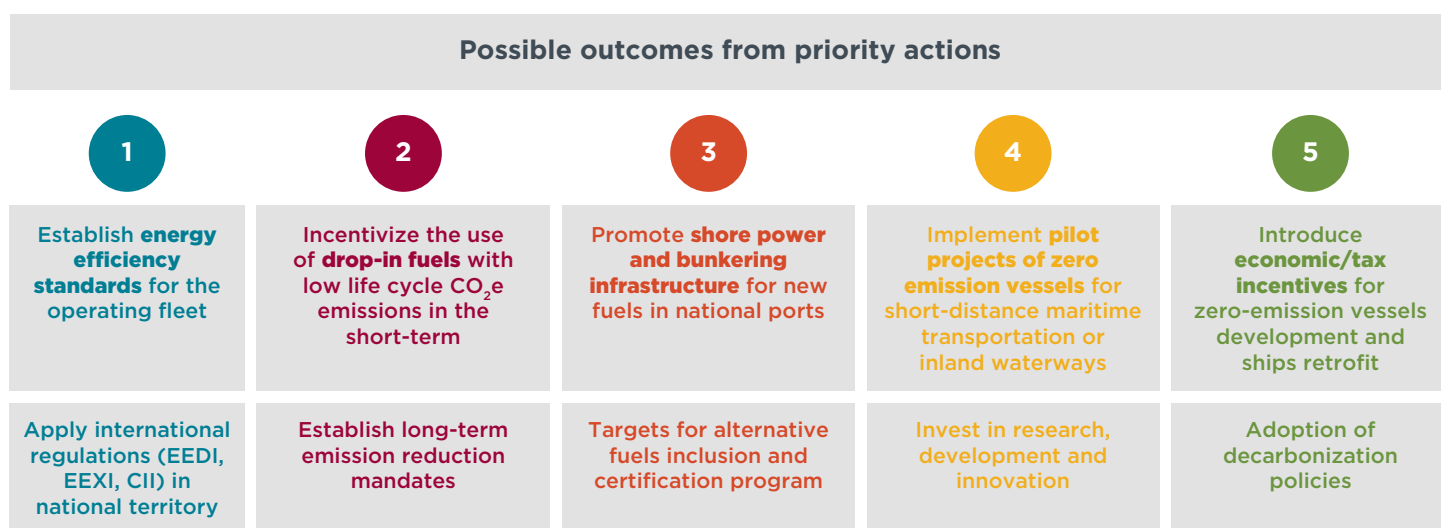 Possible outcomes from priority actions
1
Establish energy
efficiency
standards for the
operating fleet
Apply international
regulations (EEDI,
EEXI, CII) in
national territory
2
Incentivize the use
of drop-in fuels with
low life cycle CO₂e
emissions in the
short-term
Establish long-term
emission reduction
mandates
3
Promote shore power
and bunkering
infrastructure for new
fuels in national ports
Targets for alternative
fuels inclusion and
certification program
4
Implement pilot
projects of zero
emission vessels for
short-distance maritime
transportation or
inland waterways
Invest in research,
development and
innovation
5
Introduce
economic/tax
incentives for
zero-emission vessels
development and
ships retrofit
Adoption of
decarbonization
policies